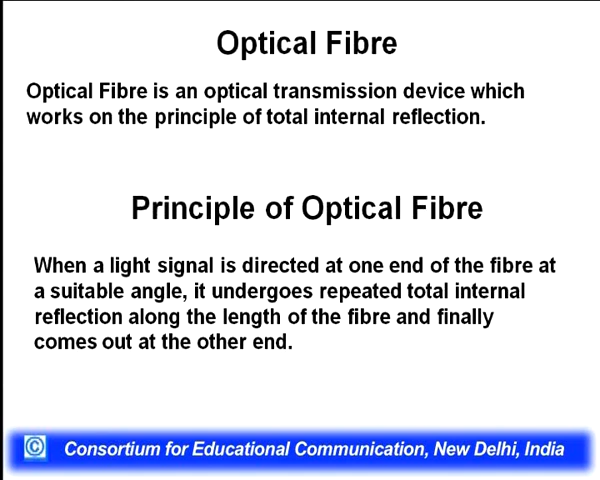 Optical Fibre
Optical Fibre is an optical transmission device which
works on the principle of total internal reflection.
Principle of Optical Fibre
When a light signal is directed at one end of the fibre at
a suitable angle, it undergoes repeated total internal
reflection along the length of the fibre and finally
comes out at the other end.
© Consortium for Educational Communication, New Delhi, India